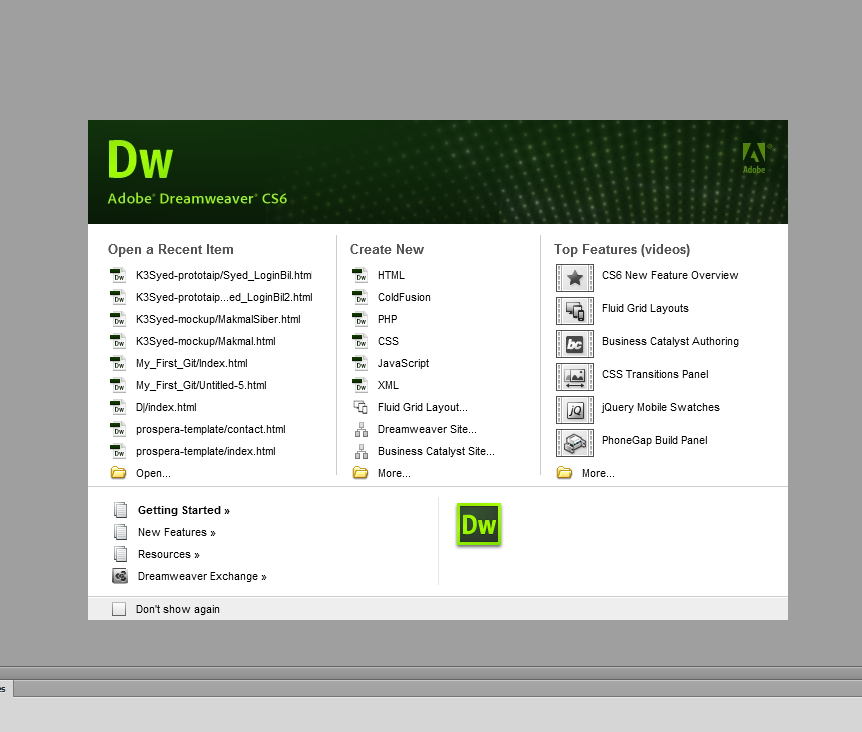 Dw
Adobe® Dreamweaver® CS6
Adobe
Open a Recent Item
K3Syed-prototaip/Syed_LoginBil.htm
K3Syed-prototaip...ed_LoginBil2.html
K3Syed-mockup/MakmalSiber.html
K3Syed-mockup/Makmal.html
My_First_Git/Index.html
My_First_Git/Untitled-5.html
D|/index.html
prospera-template/contact.html
prospera-template/index.html
Open...
Create New
HTML
ColdFusion
PHP
CSS
JavaScript
XML
Fluid Grid Layout...
Dreamweaver Site...
Business Catalyst Site...
More...
Top Features (videos)
CS6 New Feature Overview
Fluid Grid Layouts
bc
Business Catalyst Authoring
CSS Transitions Panel
jQ
jQuery Mobile Swatches
PhoneGap Build Panel
More...
Getting Started »
New Features »
Resources »
Dreamweaver Exchange »
Dw
Don't show again